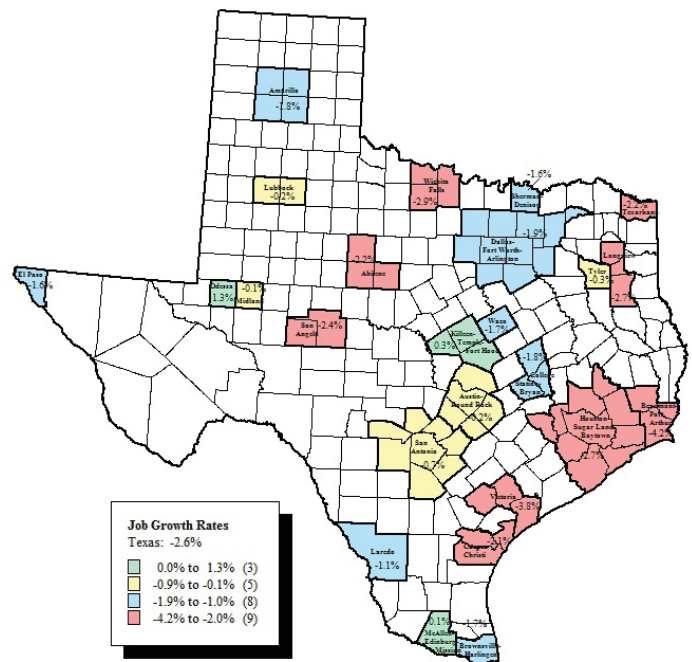 Amarillo
-1.8%
Lubbock
-0.2%
Wichita
Falls
-2.9%
-1.6%
Sherman-
Denison
-2.2%
Texarkana
-1.9%
Dallas-
Fort Worth-
Arlington
-2.2%
Abilene
Longview
-2.7%
Tyler
-0.3%
El Paso
-1.6%
Odessa
1.3%
-0.1%
Midland
San
Angelo
-2.4%
Waco
-1.7%
Killeen-
Temple-
Fort Hood
0.3%
-1.8%
College
Station-
Bryan
Austin-
Round Rock
-0.2%
San
Antonio
-0.7%
Houston-
Sugar Land-
Baytown
-2.7%
Beaumont-
Port
Arthur
-4.2%
Victoria
-3.8%
Corpus
Christi
Laredo
-1.1%
0.1%
McAllen-
Edinburg-
Mission
-1.7%
Brownsville-
Harlingen
Job Growth Rates
Texas: -2.6%
0.0% to 1.3% (3)
-0.9% to -0.1% (5)
-1.9% to -1.0% (8)
-4.2% to -2.0% (9)